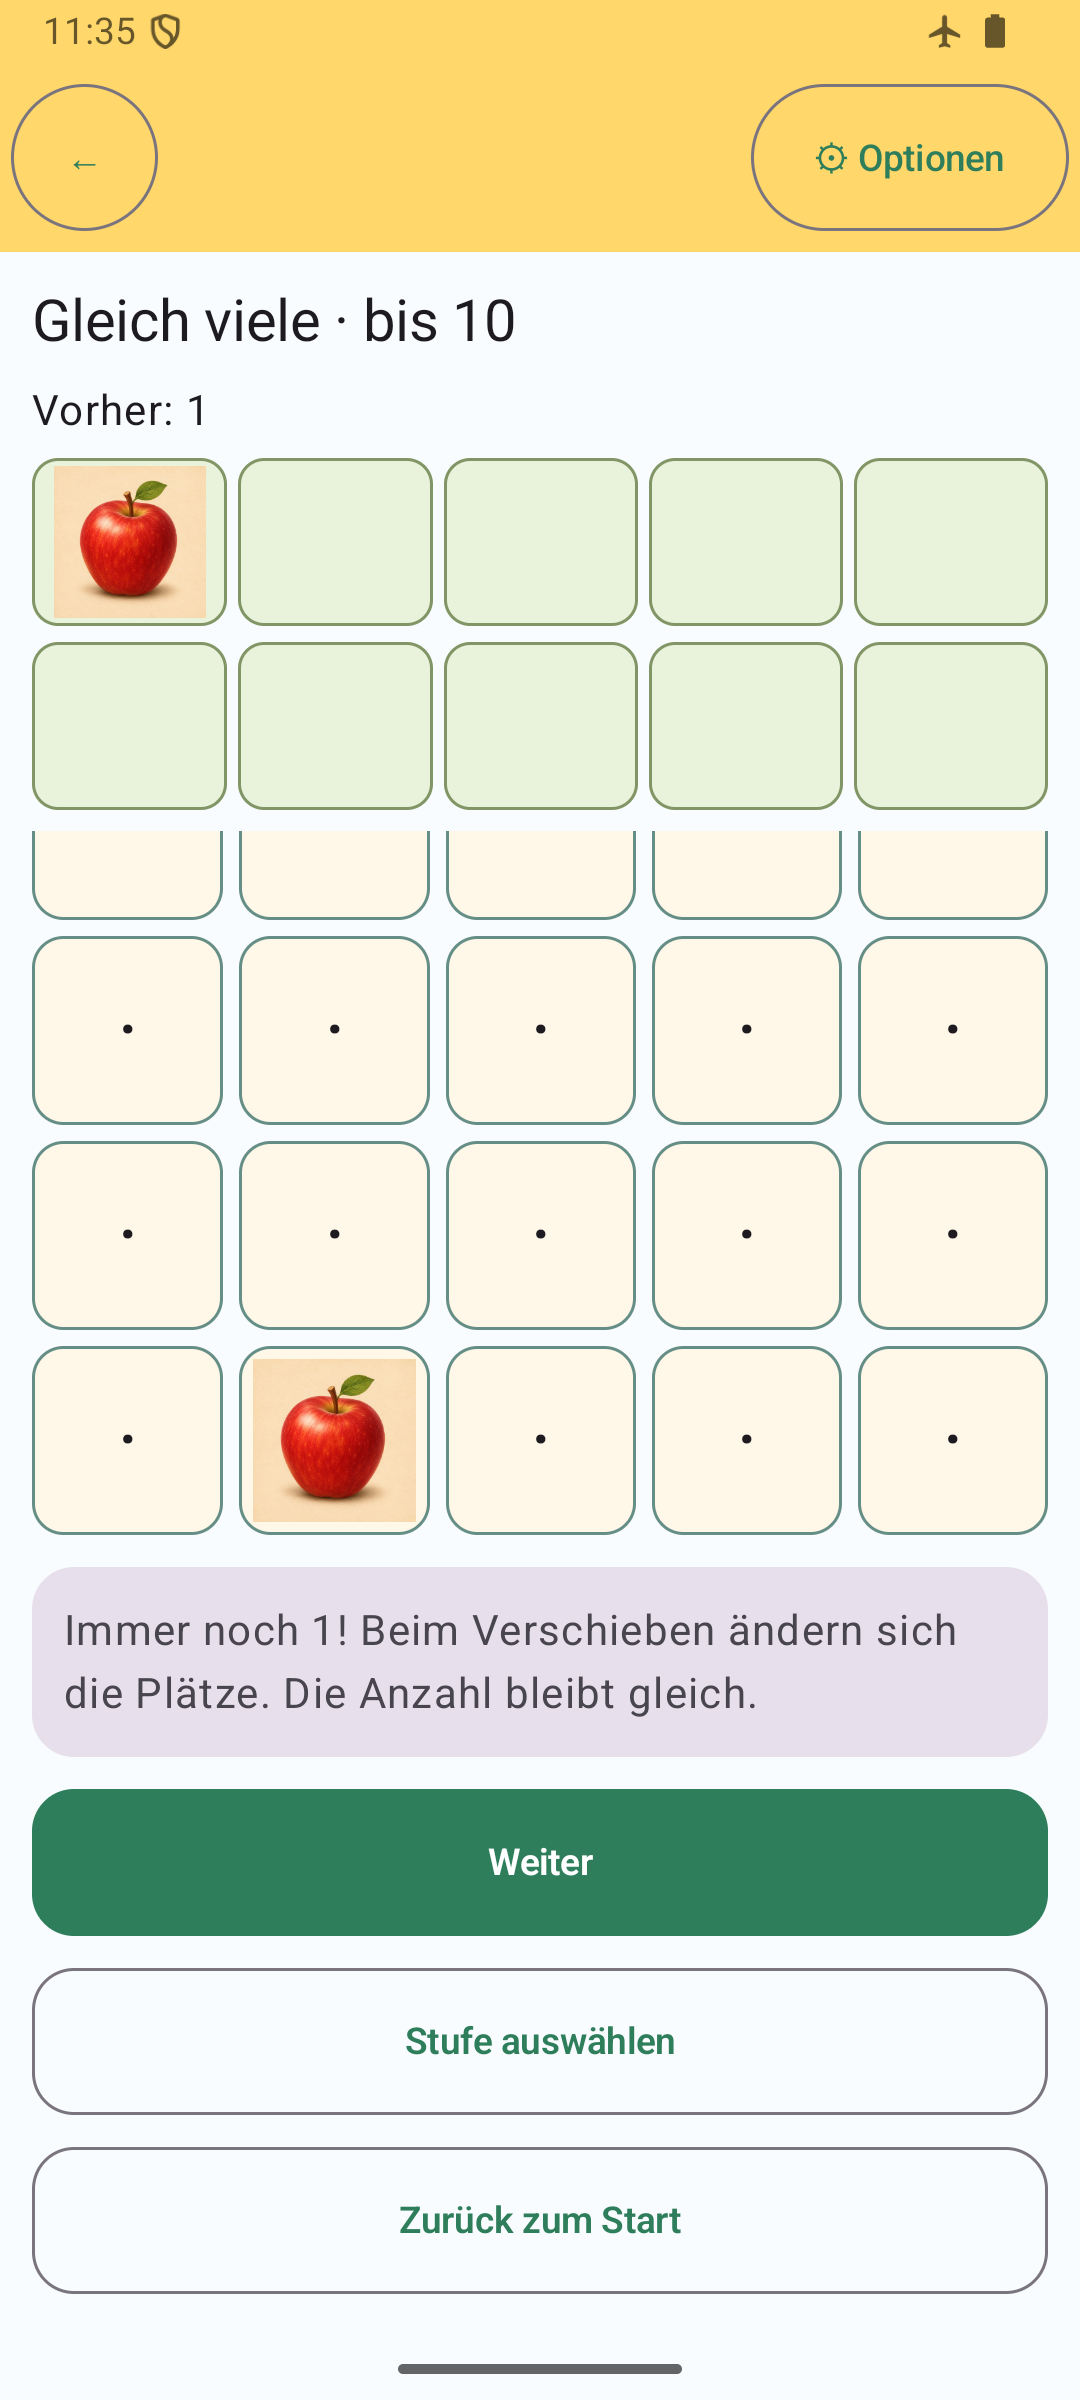 11:35
←
⚙ Optionen
Gleich viele · bis 10
Vorher: 1
Immer noch 1! Beim Verschieben ändern sich
die Plätze. Die Anzahl bleibt gleich.
Weiter
Stufe auswählen
Zurück zum Start